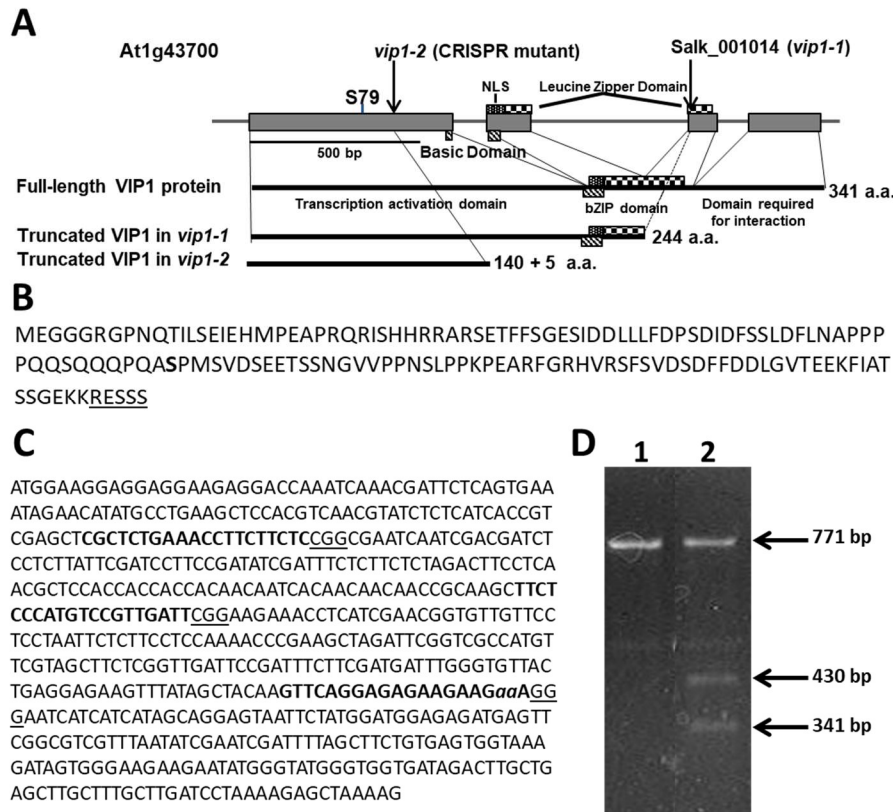 A
At1g43700
vip1-2 (CRISPR mutant)
Salk_001014 (vip1-1)
S79
NLS
Leucine Zipper Domain
500 bp
Basic Domain
Full-length VIP1 protein
341 a.a.
Transcription activation domain
bZIP domain
Domain required
for interaction
Truncated VIP1 in vip1-1
244 a.a.
Truncated VIP1 in vip1-2
140 + 5 a.a.
B
MEGGGRGPNQTILSEIEHMPEAPRQRISHHRRARSETFFSGESIDDLLLFDPSDIDFSSLDFLNAPPP
PQQSQQQPQASPMSVDSEETSSNGVVPPNSLPPKPEARFGRHVRSFSVDSDFFDDLGVTEEKFIAT
SSGEKKRESSS
C
ATGGAAGGAGGAGGAAGAGGACCAAATCAAACGATTCTCAGTGAA
ATAGAACATATGCCTGAAGCTCCACGTCAACGTATCTCTCATCACCGT
CGAGCTCGCTCTGAAACCTTCTTCTCCGGCGAATCAATCGACGATCT
CCTCTTATTCGATCCTTCCGATATCGATTTCTCTTCTCTAGACTTCCTCA
ACGCTCCACCACCACCACAACAATCACAACAACAACCGCAAGCTTCT
CCCATGTCCGTTGATTCGGAAGAAACCTCATCGAACGGTGTTGTTCC
TCCTAATTCTCTTCCTCCAAAACCCGAAGCTAGATTCGGTCGCCATGT
TCGTAGCTTCTCGGTTGATTCCGATTTCTTCGATGATTTGGGTGTTAC
TGAGGAGAAGTTTATAGCTACAAGTTCAGGAGAGAAGAAGaaAGG
GAATCATCATCATAGCAGGAGTAATTCTATGGATGGAGAGATGAGTT
CGGCGTCGTTTAATATCGAATCGATTTTAGCTTCTGTGAGTGGTAAA
GATAGTGGGAAGAAGAATATGGGTATGGGTGGTGATAGACTTGCTG
AGCTTGCTTTGCTTGATCCTAAAAGAGCTAAAAG
D
1 2
771 bp
430 bp
341 bp